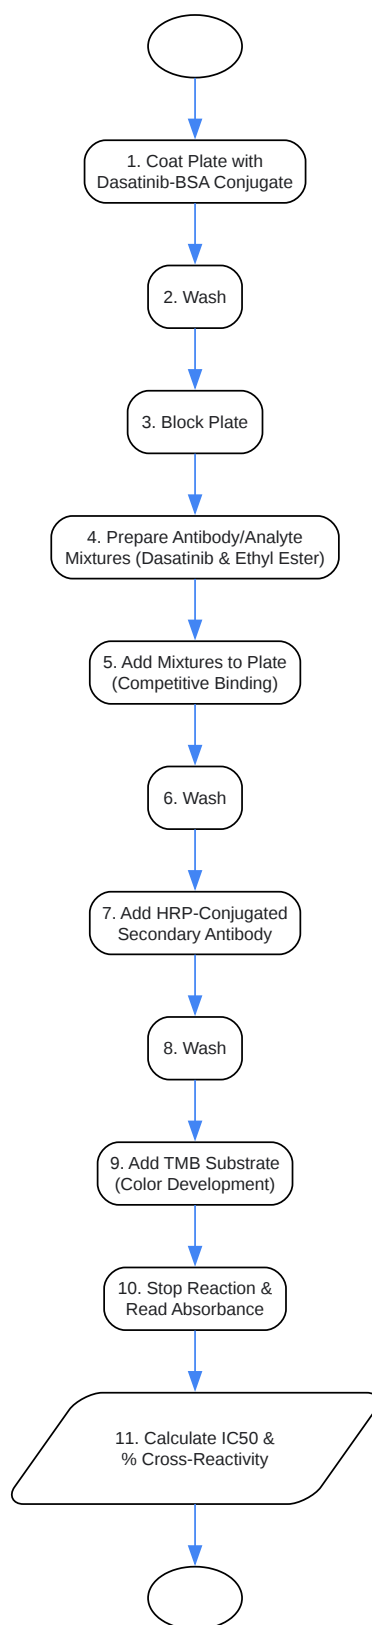 1. Coat Plate with
Dasatinib-BSA Conjugate
2. Wash
3. Block Plate
4. Prepare Antibody/Analyte
Mixtures (Dasatinib & Ethyl Ester)
5. Add Mixtures to Plate
(Competitive Binding)
6. Wash
7. Add HRP-Conjugated
Secondary Antibody
8. Wash
9. Add TMB Substrate
(Color Development)
10. Stop Reaction &
Read Absorbance
11. Calculate IC50 &
% Cross-Reactivity